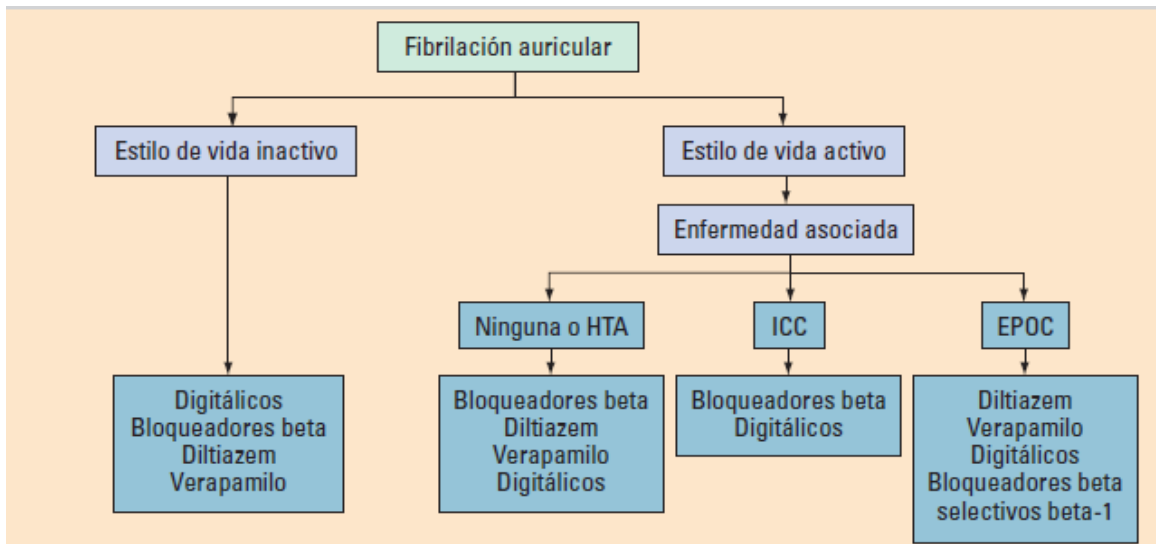 Fibrilación auricular
Estilo de vida inactivo
Estilo de vida activo
Enfermedad asociada
Ninguna o HTA
ICC
EPOC
Digitálicos
Bloqueadores beta
Diltiazem
Verapamilo
Bloqueadores beta
Diltiazem
Verapamilo
Digitálicos
Bloqueadores beta
Digitálicos
Diltiazem
Verapamilo
Digitálicos
Bloqueadores beta
selectivos beta-1